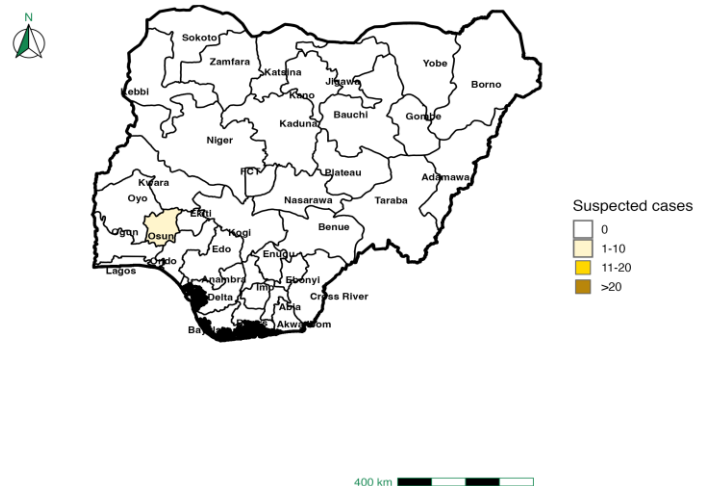 N
Sokoto
Zamfara
Katsina
Jigawa
Yobe
Borno
Kebbi
Kano
Kaduna
Bauchi
Gombe
Niger
FCT
Plateau
Adamawa
Kwara
Oyo
Nasarawa
Taraba
Ekiti
Ogun
Osun
Kogi
Benue
Edo
Enugu
Ondo
Lagos
Anambra
Ebonyi
Imo
Delta
Abia
Cross River
Akwa Ibom
Suspected cases
0
1-10
11-20
>20
400 km